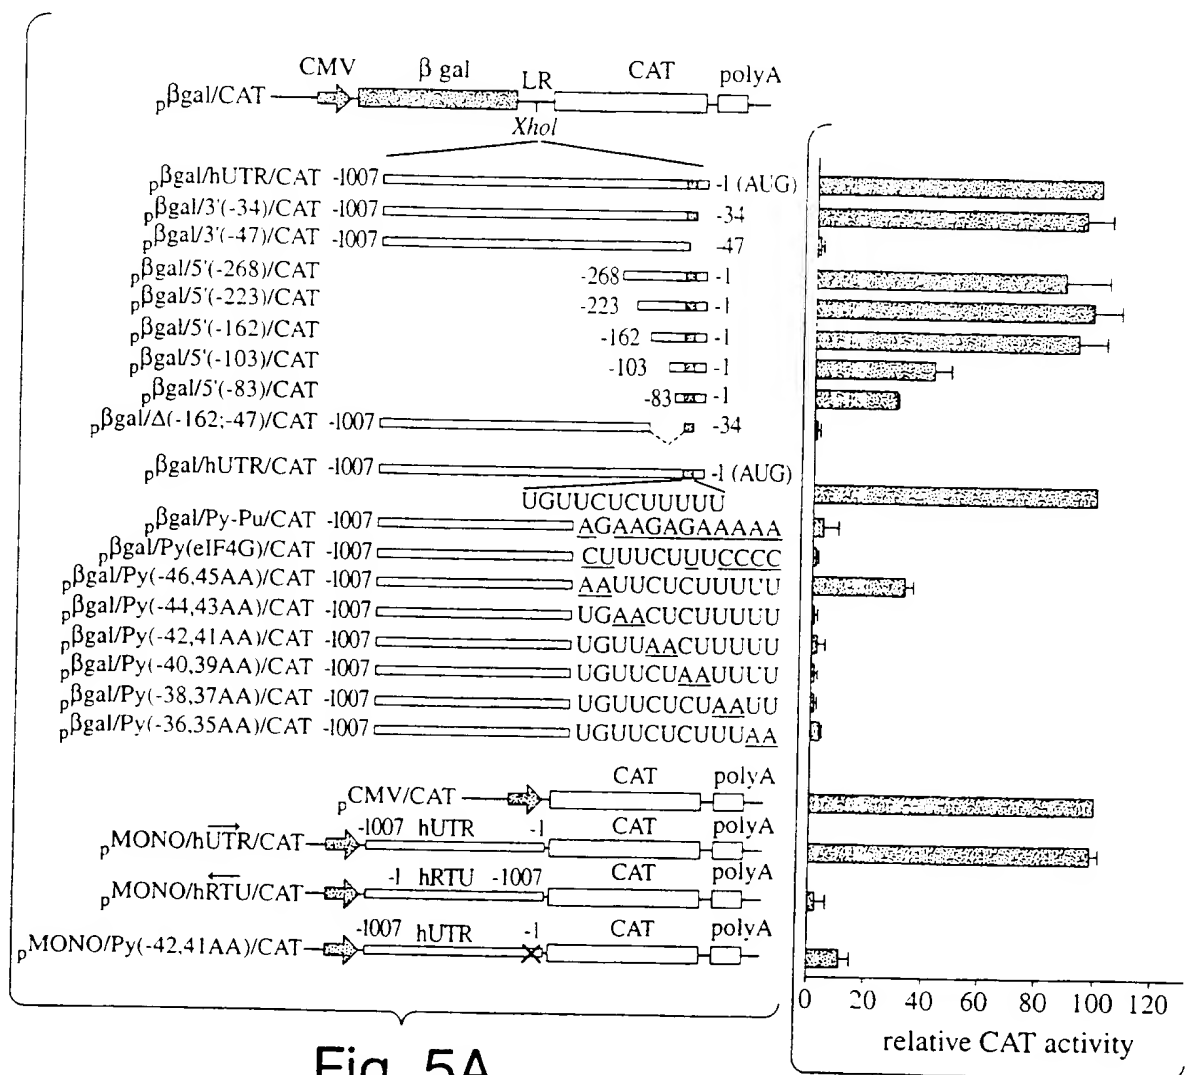 CMV β gal LR CAT polyA
pβgal/CAT
XhoI
pβgal/hUTR/CAT -1007 -1 (AUG)
pβgal/3'(-34)/CAT -1007 -34
pβgal/3'(-47)/CAT -1007 -47
pβgal/5'(-268)/CAT -268 -1
pβgal/5'(-223)/CAT -223 -1
pβgal/5'(-162)/CAT -162 -1
pβgal/5'(-103)/CAT -103 -1
pβgal/5'(-83)/CAT -83 -1
pβgal/Δ(-162;-47)/CAT -1007 -34
pβgal/hUTR/CAT -1007 -1 (AUG)
UGUUCUCUUUUU
pβgal/Py-Pu/CAT -1007 AGAAGAGAAAAA
pβgal/Py(eIF4G)/CAT -1007 CUUUCUUUCCCC
pβgal/Py(-46,45AA)/CAT -1007 AAUUCUCUUUUU
pβgal/Py(-44,43AA)/CAT -1007 UGAACUCUUUUU
pβgal/Py(-42,41AA)/CAT -1007 UGUUAACUUUUU
pβgal/Py(-40,39AA)/CAT -1007 UGUUCUAAUUUU
pβgal/Py(-38,37AA)/CAT -1007 UGUUCUCUAAUU
pβgal/Py(-36,35AA)/CAT -1007 UGUUCUCUUUAA
CAT polyA
pCMV/CAT
-1007 hUTR -1 CAT polyA
pMONO/hUTR/CAT
-1 hRTU -1007 CAT polyA
pMONO/hRTU/CAT
-1007 hUTR -1 CAT polyA
pMONO/Py(-42,41AA)/CAT
0 20 40 60 80 100 120
relative CAT activity
Fig. 5A